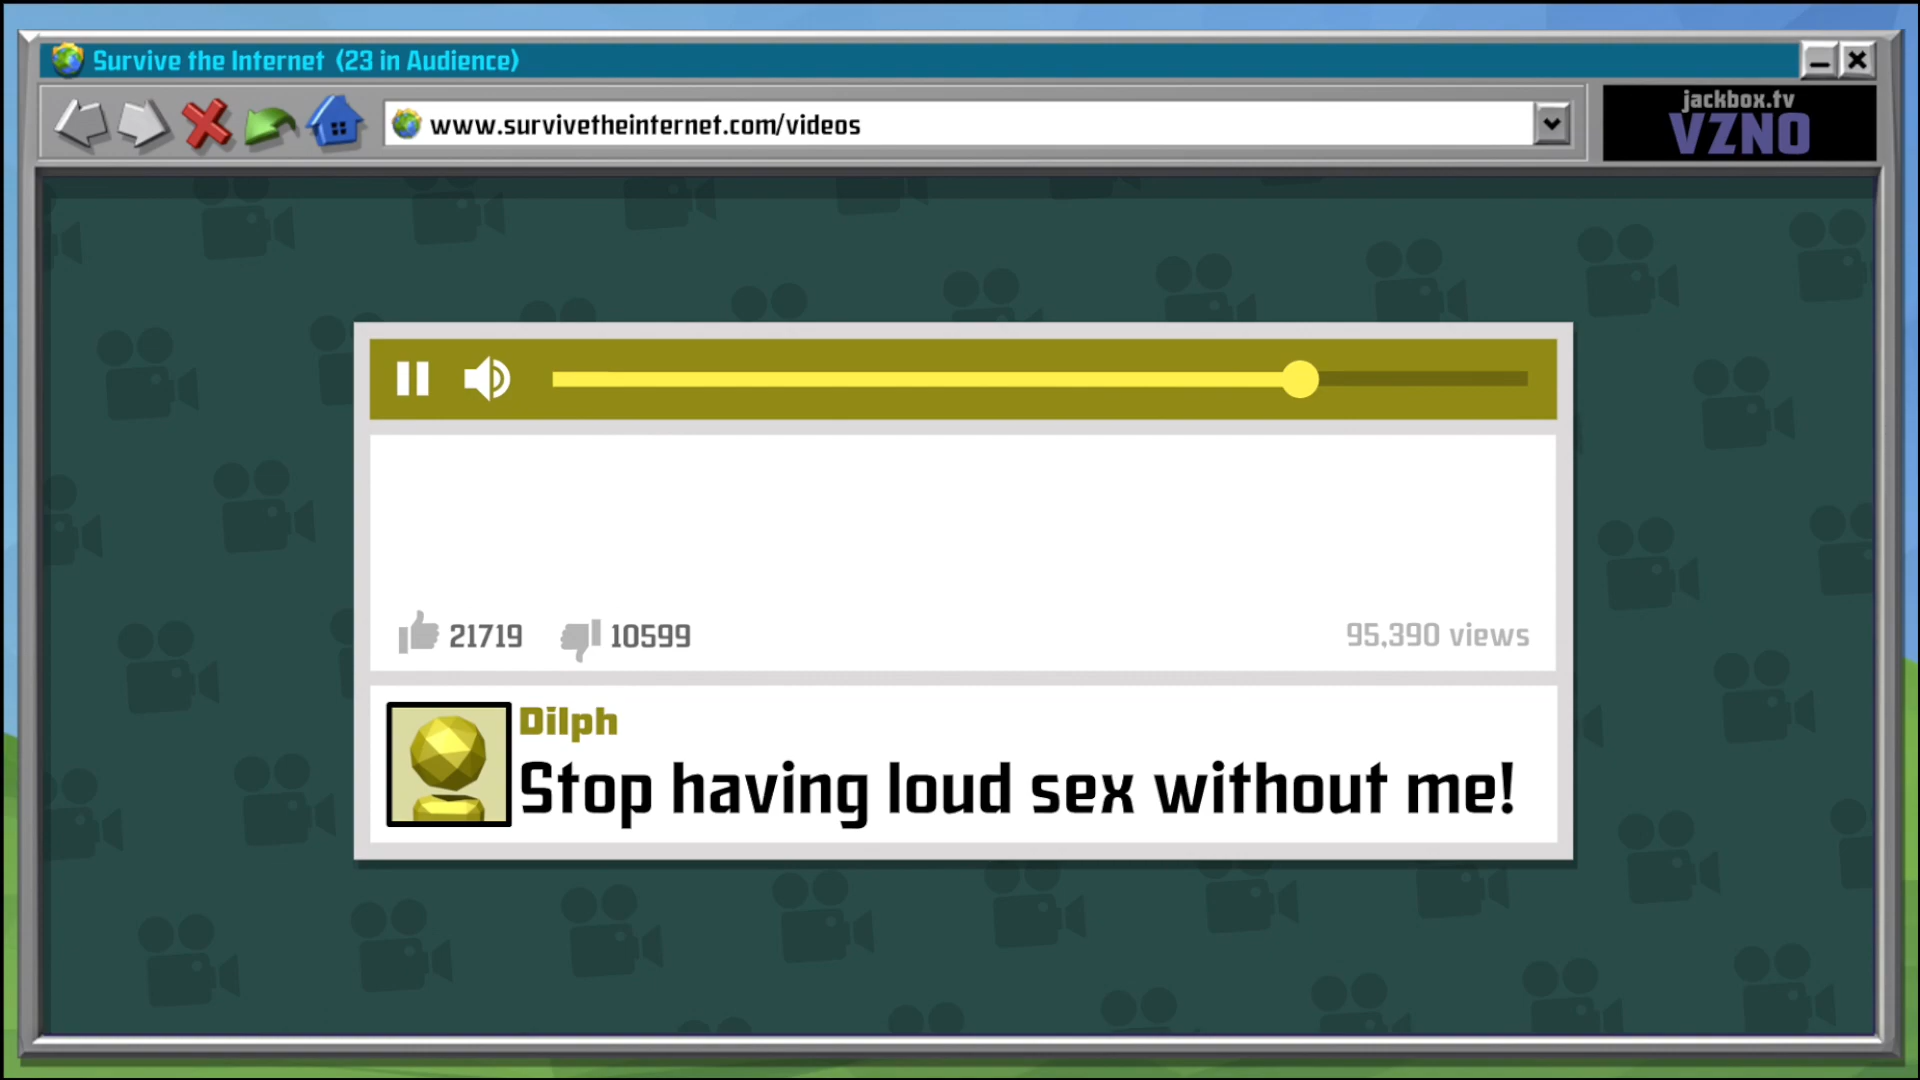 Survive the Internet (23 in Audience)
www.survivetheinternet.com/videos
jackbox.tv
VZNO
21719
10599
95,390 views
Dilph
Stop having loud sex without me!